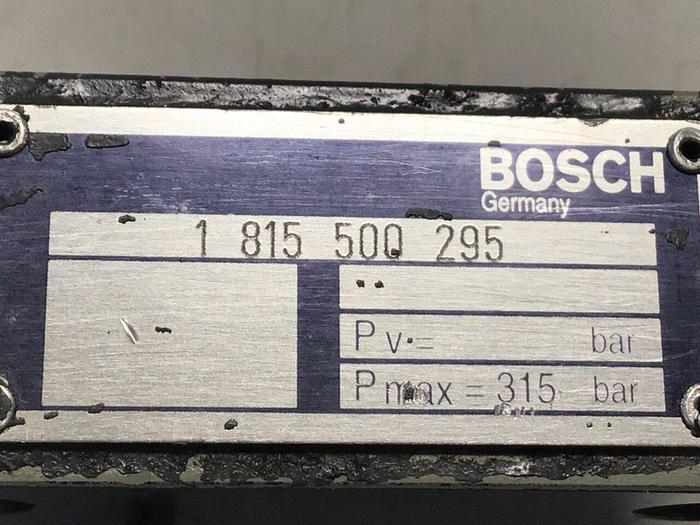 BOSCH
Germany
1 815 500 295
Pv= bar
Pmax = 315 bar